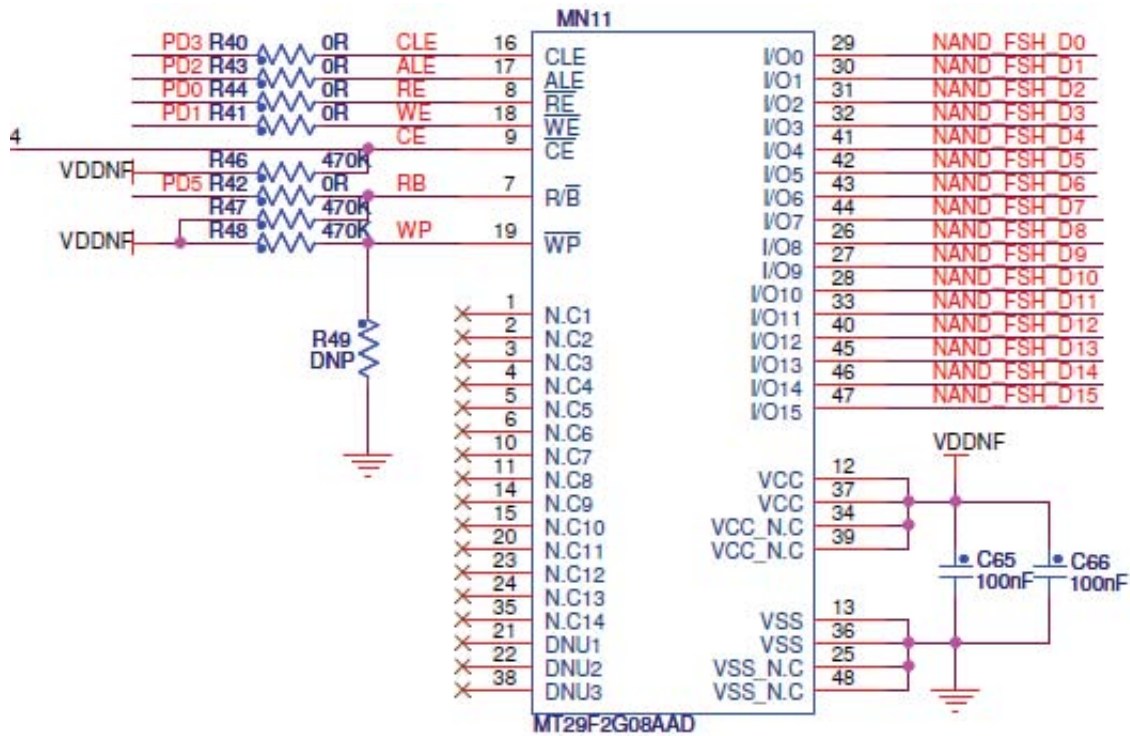 MN11
PD3 R40 0R CLE 16 CLE I/O0 29 NAND_FSH_D0
PD2 R43 0R ALE 17 ALE I/O1 30 NAND_FSH_D1
PD0 R44 0R RE 8 RE I/O2 31 NAND_FSH_D2
PD1 R41 0R WE 18 WE I/O3 32 NAND_FSH_D3
4 CE 9 CE I/O4 41 NAND_FSH_D4
VDDNF R46 470K I/O5 42 NAND_FSH_D5
PD5 R42 0R RB 7 R/B I/O6 43 NAND_FSH_D6
R47 470K I/O7 44 NAND_FSH_D7
VDDNF R48 470K WP 19 WP I/O8 26 NAND_FSH_D8
I/O9 27 NAND_FSH_D9
I/O10 28 NAND_FSH_D10
1 N.C1 I/O11 33 NAND_FSH_D11
2 N.C2 I/O12 40 NAND_FSH_D12
R49 3 N.C3 I/O13 45 NAND_FSH_D13
DNP 4 N.C4 I/O14 46 NAND_FSH_D14
5 N.C5 I/O15 47 NAND_FSH_D15
6 N.C6
VDDNF
10 N.C7
11 N.C8 VCC 12
14 N.C9 VCC 37
15 N.C10 VCC_N.C 34
20 N.C11 VCC_N.C 39
C65 100nF
C66 100nF
23 N.C12
24 N.C13
35 N.C14 VSS 13
21 DNU1 VSS 36
22 DNU2 VSS_N.C 25
38 DNU3 VSS_N.C 48
MT29F2G08AAD